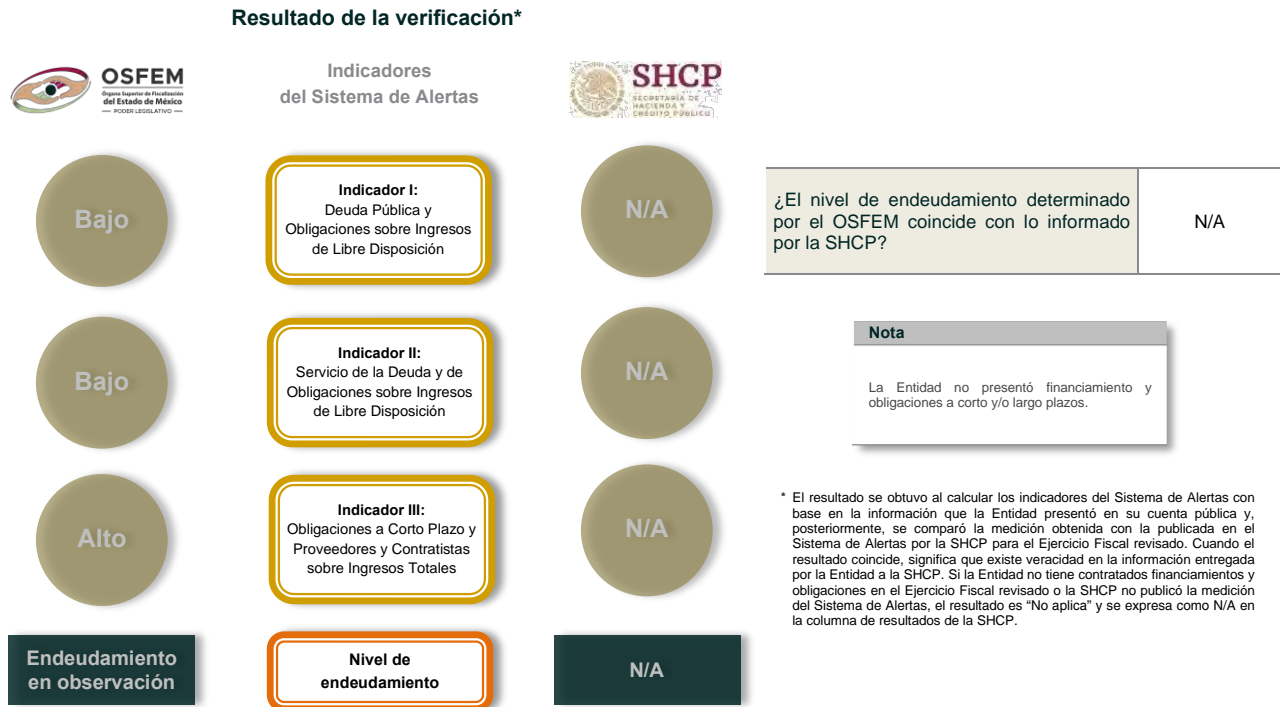 Resultado de la verificación*
OSFEM
Órgano Superior de Fiscalización
del Estado de México
PODER LEGISLATIVO
Indicadores
del Sistema de Alertas
SHCP
SECRETARÍA DE
HACIENDA Y
CRÉDITO PÚBLICO
Bajo
Indicador I:
Deuda Pública y
Obligaciones sobre Ingresos
de Libre Disposición
N/A
Bajo
Indicador II:
Servicio de la Deuda y de
Obligaciones sobre Ingresos
de Libre Disposición
N/A
Alto
Indicador III:
Obligaciones a Corto Plazo y
Proveedores y Contratistas
sobre Ingresos Totales
N/A
Endeudamiento
en observación
Nivel de
endeudamiento
N/A
¿El nivel de endeudamiento determinado
por el OSFEM coincide con lo informado
por la SHCP?
N/A
Nota
La Entidad no presentó financiamiento y
obligaciones a corto y/o largo plazos.
* El resultado se obtuvo al calcular los indicadores del Sistema de Alertas con
base en la información que la Entidad presentó en su cuenta pública y,
posteriormente, se comparó la medición obtenida con la publicada en el
Sistema de Alertas por la SHCP para el Ejercicio Fiscal revisado. Cuando el
resultado coincide, significa que existe veracidad en la información entregada
por la Entidad a la SHCP. Si la Entidad no tiene contratados financiamientos y
obligaciones en el Ejercicio Fiscal revisado o la SHCP no publicó la medición
del Sistema de Alertas, el resultado es “No aplica” y se expresa como N/A en
la columna de resultados de la SHCP.